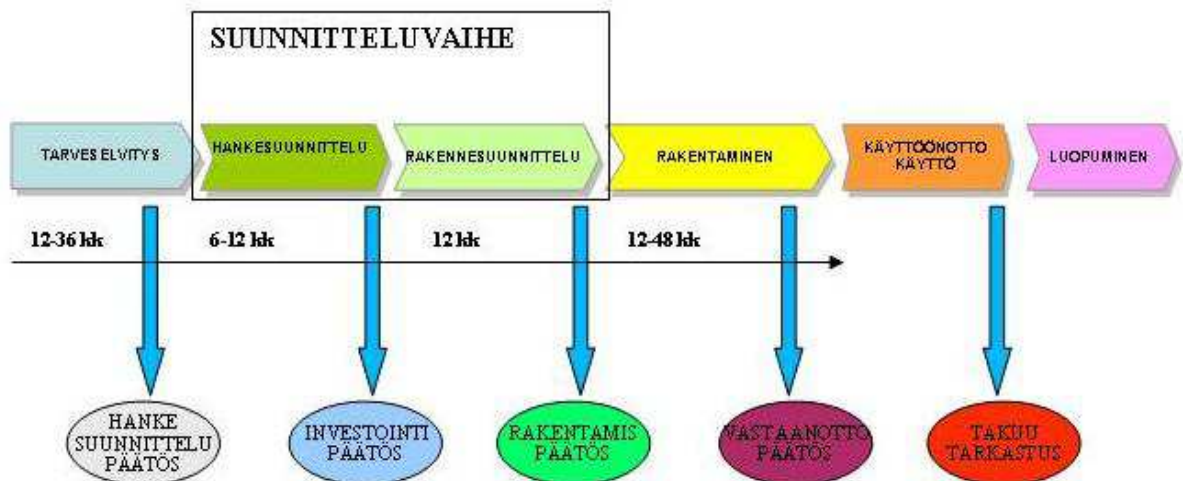 SUUNNITTELUVAIHE
TARVESELVITYS
HANKESUUNNITTELU
RAKENNESUUNNITTELU
RAKENTAMINEN
KÄYTTÖÖNOTTO
KÄYTTÖ
LUOPUMINEN
12-36 kk
6-12 kk
12 kk
12-48 kk
HANKE
SUUNNITTELU
PÄÄTÖS
INVESTOINTI
PÄÄTÖS
RAKENTAMIS
PÄÄTÖS
VASTAANOTTO
PÄÄTÖS
TAKUU
TARKASTUS